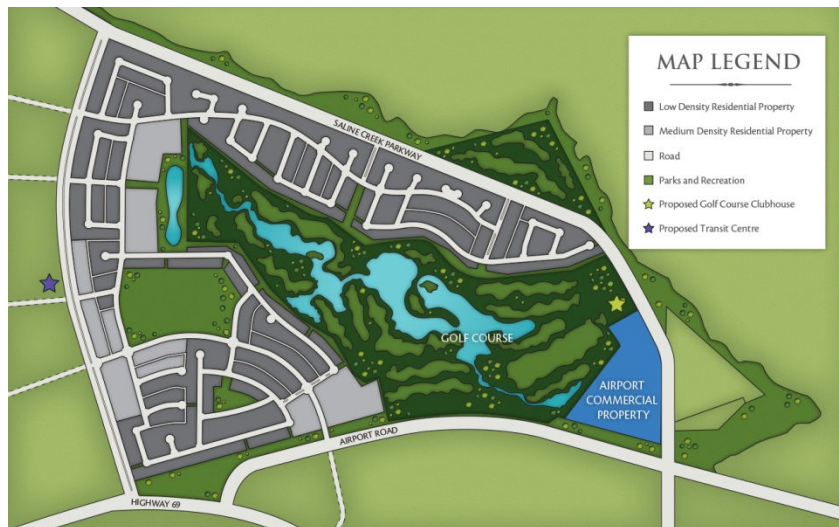 MAP LEGEND
Low Density Residential Property
Medium Density Residential Property
Road
Parks and Recreation
Proposed Golf Course Clubhouse
Proposed Transit Centre
SALINE CREEK PARKWAY
GOLF COURSE
AIRPORT
COMMERCIAL
PROPERTY
AIRPORT ROAD
HIGHWAY 69